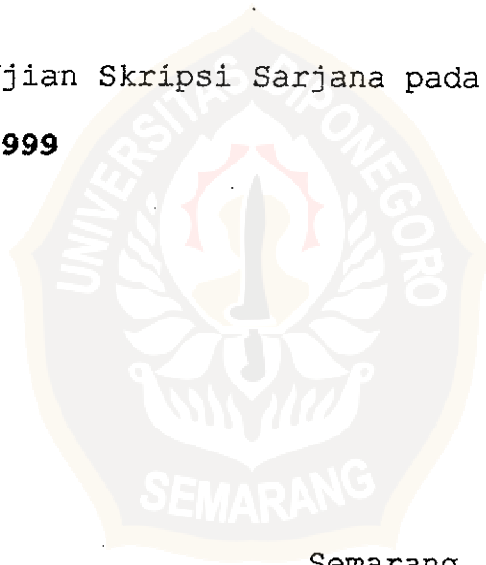 jian Skripsi Sarjana pada
999
UNIVERSITAS DIPONEGORO
SEMARANG
Semarang